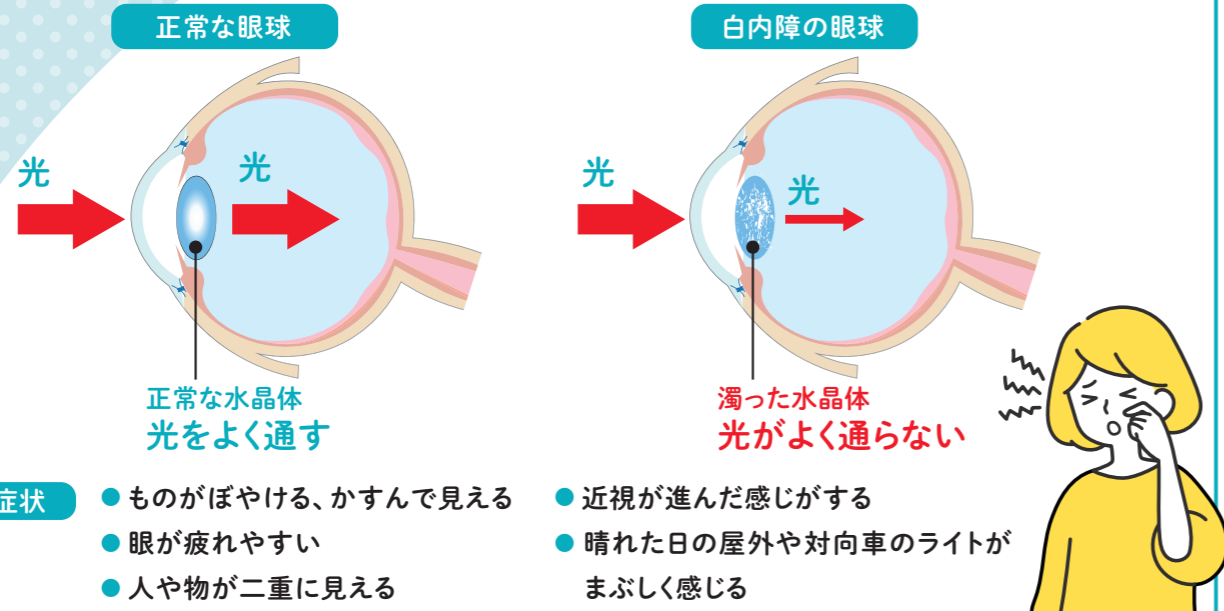 正常な眼球
白内障の眼球
光
光
光
光
正常な水晶体
光をよく通す
濁った水晶体
光がよく通らない
症状
● ものがぼやける、かすんで見える
● 眼が疲れやすい
● 人や物が二重に見える
● 近視が進んだ感じがする
● 晴れた日の屋外や対向車のライトが
まぶしく感じる